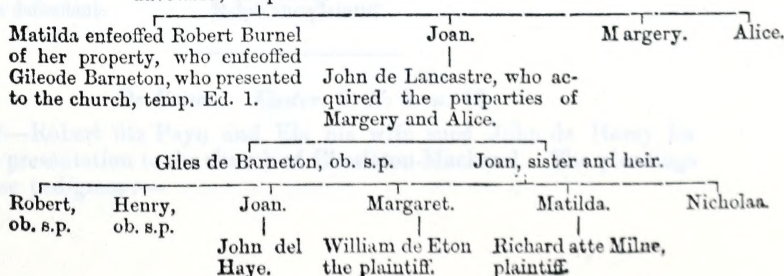 Matilda enfeoffed Robert Burnel
of her property, who enfeoffed
Gileode Barneton, who presented
to the church, temp. Ed. 1.
Joan.
Margery.
Alice.
John de Lancastre, who ac-
quired the purparties of
Margery and Alice.
Giles de Barneton, ob. s.p.
Joan, sister and heir.
Robert,
ob. s.p.
Henry,
ob. s.p.
Joan.
Margaret.
Matilda.
Nicholaa.
John del
Haye.
William de Eton
the plaintiff.
Richard atte Milne,
plaintiff.